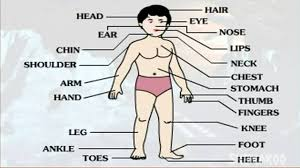 HAIR
HEAD
EYE
EAR
NOSE
CHIN
LIPS
SHOULDER
NECK
ARM
CHEST
STOMACH
HAND
THUMB
FINGERS
LEG
KNEE
ANKLE
FOOT
TOES
HEEL